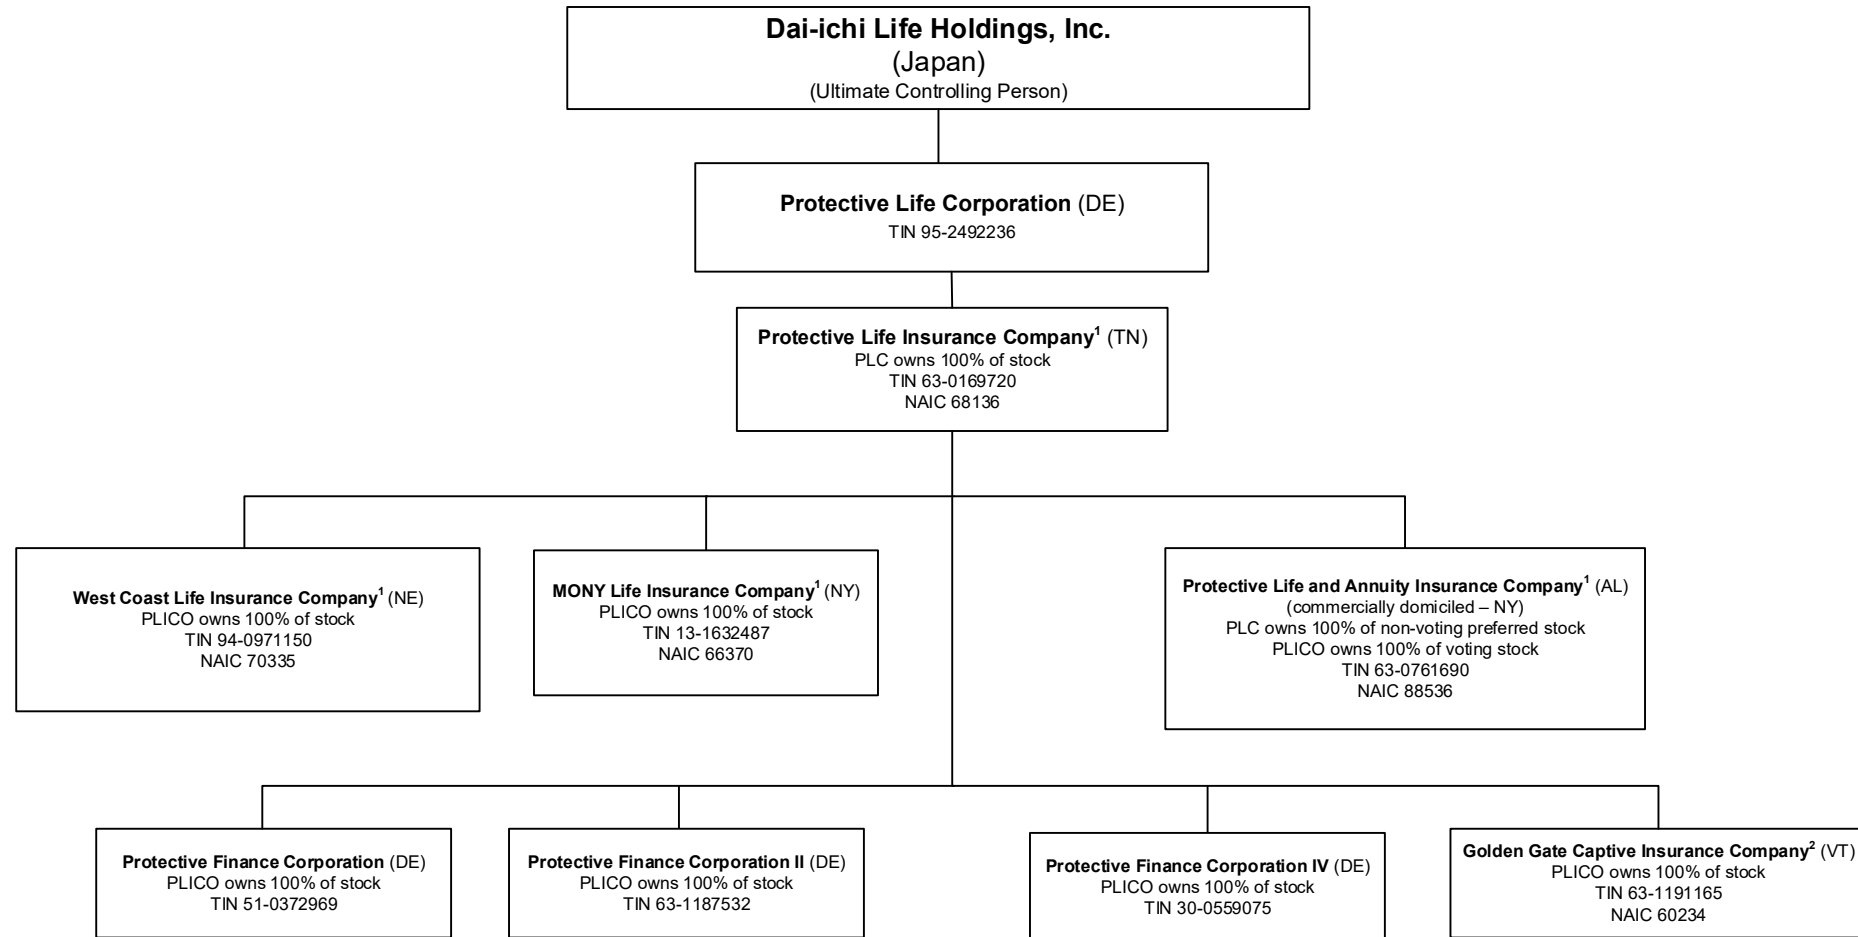 Dai-ichi Life Holdings, Inc.
(Japan)
(Ultimate Controlling Person)
Protective Life Corporation (DE)
TIN 95-2492236
Protective Life Insurance Company¹ (TN)
PLC owns 100% of stock
TIN 63-0169720
NAIC 68136
West Coast Life Insurance Company¹ (NE)
PLICO owns 100% of stock
TIN 94-0971150
NAIC 70335
MONY Life Insurance Company¹ (NY)
PLICO owns 100% of stock
TIN 13-1632487
NAIC 66370
Protective Life and Annuity Insurance Company¹ (AL)
(commercially domiciled – NY)
PLC owns 100% of non-voting preferred stock
PLICO owns 100% of voting stock
TIN 63-0761690
NAIC 88536
Protective Finance Corporation (DE)
PLICO owns 100% of stock
TIN 51-0372969
Protective Finance Corporation II (DE)
PLICO owns 100% of stock
TIN 63-1187532
Protective Finance Corporation IV (DE)
PLICO owns 100% of stock
TIN 30-0559075
Golden Gate Captive Insurance Company² (VT)
PLICO owns 100% of stock
TIN 63-1191165
NAIC 60234